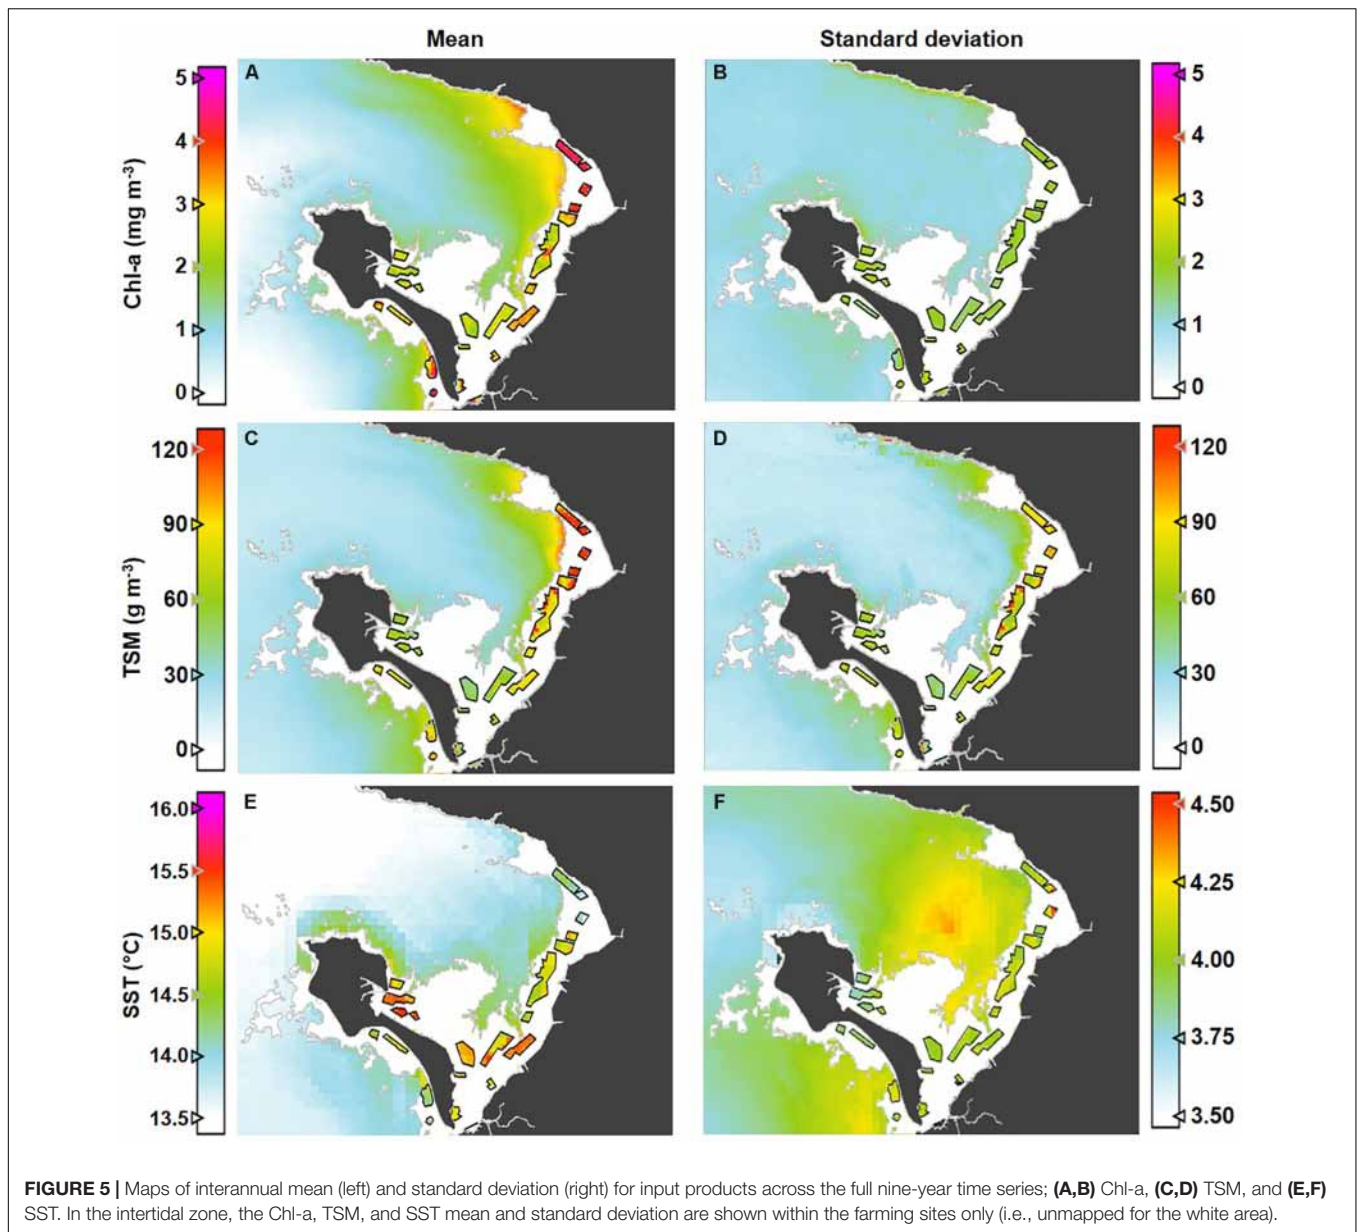 Mean
Standard deviation
A
B
5
4
3
2
1
0
Chl-a (mg m⁻³)
5
4
3
2
1
0
C
D
120
90
60
30
0
TSM (g m⁻³)
120
90
60
30
0
E
F
16.0
15.5
15.0
14.5
14.0
13.5
SST (°C)
4.50
4.25
4.00
3.75
3.50
FIGURE 5 | Maps of interannual mean (left) and standard deviation (right) for input products across the full nine-year time series; (A,B) Chl-a, (C,D) TSM, and (E,F)
SST. In the intertidal zone, the Chl-a, TSM, and SST mean and standard deviation are shown within the farming sites only (i.e., unmapped for the white area).